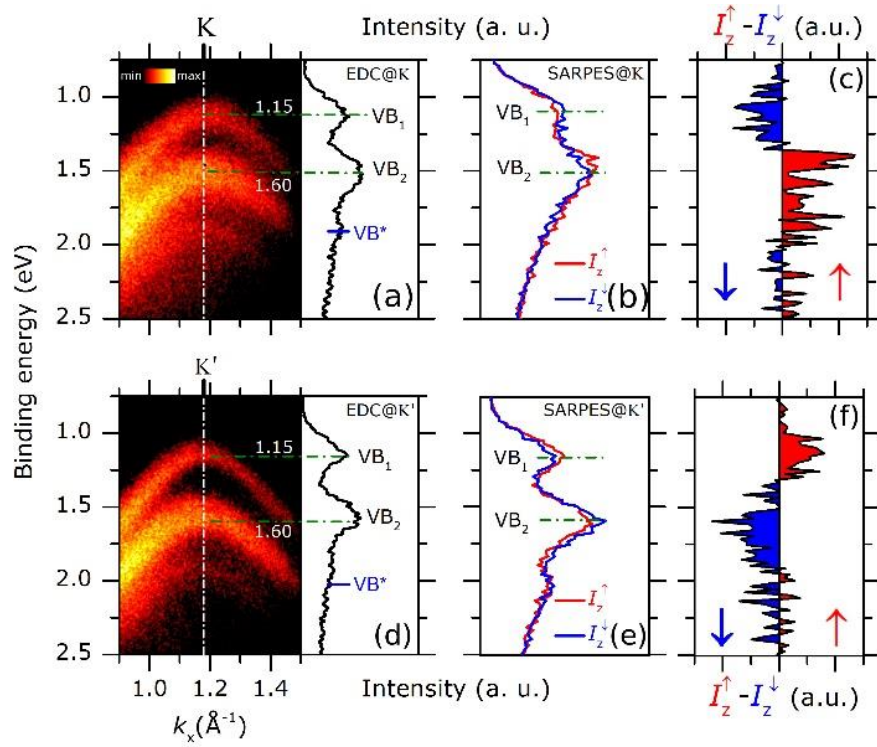 K Intensity (a. u.) I_z^↑ - I_z^↓ (a.u.)
min max
EDC@K
SARPES@K
(c)
1.0
1.15
VB₁
VB₁
1.5
1.60
VB₂
VB₂
2.0
VB*
I_z^↑
I_z^↓
2.5
(a)
(b)
Binding energy (eV)
K'
EDC@K'
SARPES@K'
(f)
1.0
1.15
VB₁
VB₁
1.5
1.60
VB₂
VB₂
2.0
VB*
I_z^↑
I_z^↓
2.5
(d)
(e)
1.0 1.2 1.4
Intensity (a. u.)
I_z^↑ - I_z^↓ (a.u.)
kₓ(Å⁻¹)